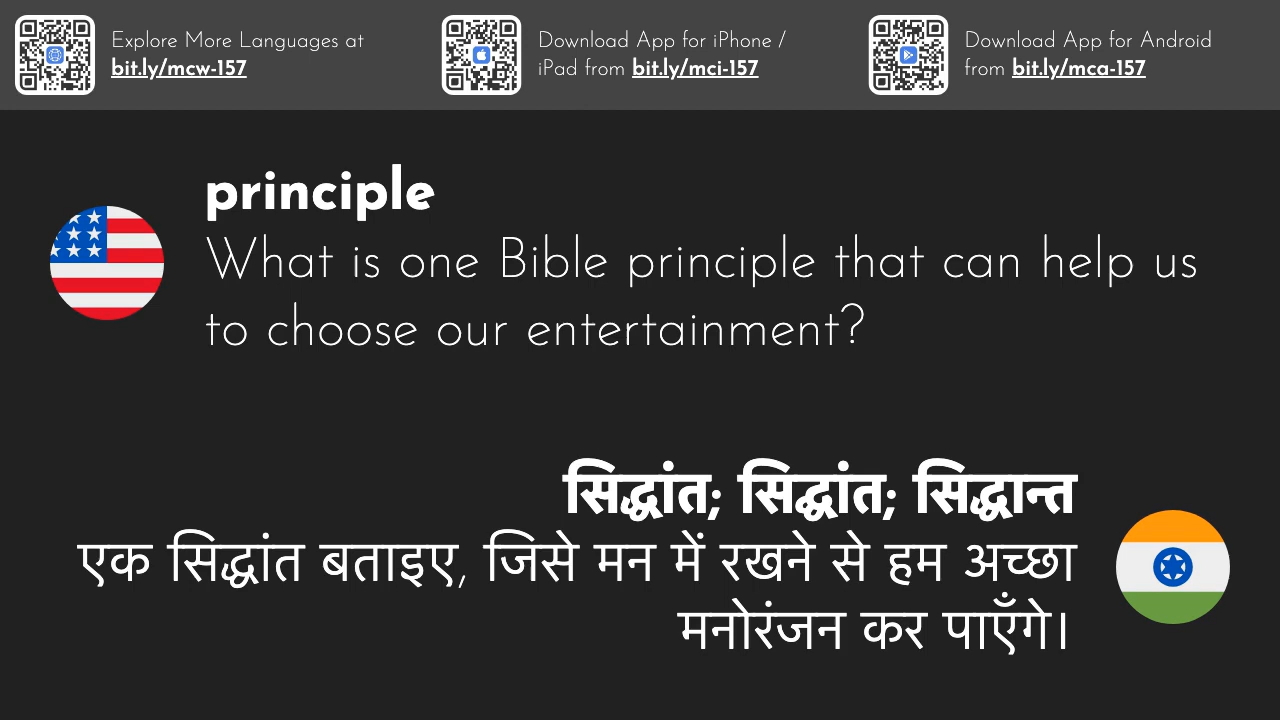 Explore More Languages at
bit.ly/mcw-157
Download App for iPhone /
iPad from bit.ly/mci-157
Download App for Android
from bit.ly/mca-157
principle
What is one Bible principle that can help us
to choose our entertainment?
सिद्धांत; सिद्घांत; सिद्धान्त
एक सिद्धांत बताइए, जिसे मन में रखने से हम अच्छा
मनोरंजन कर पाएँगे।